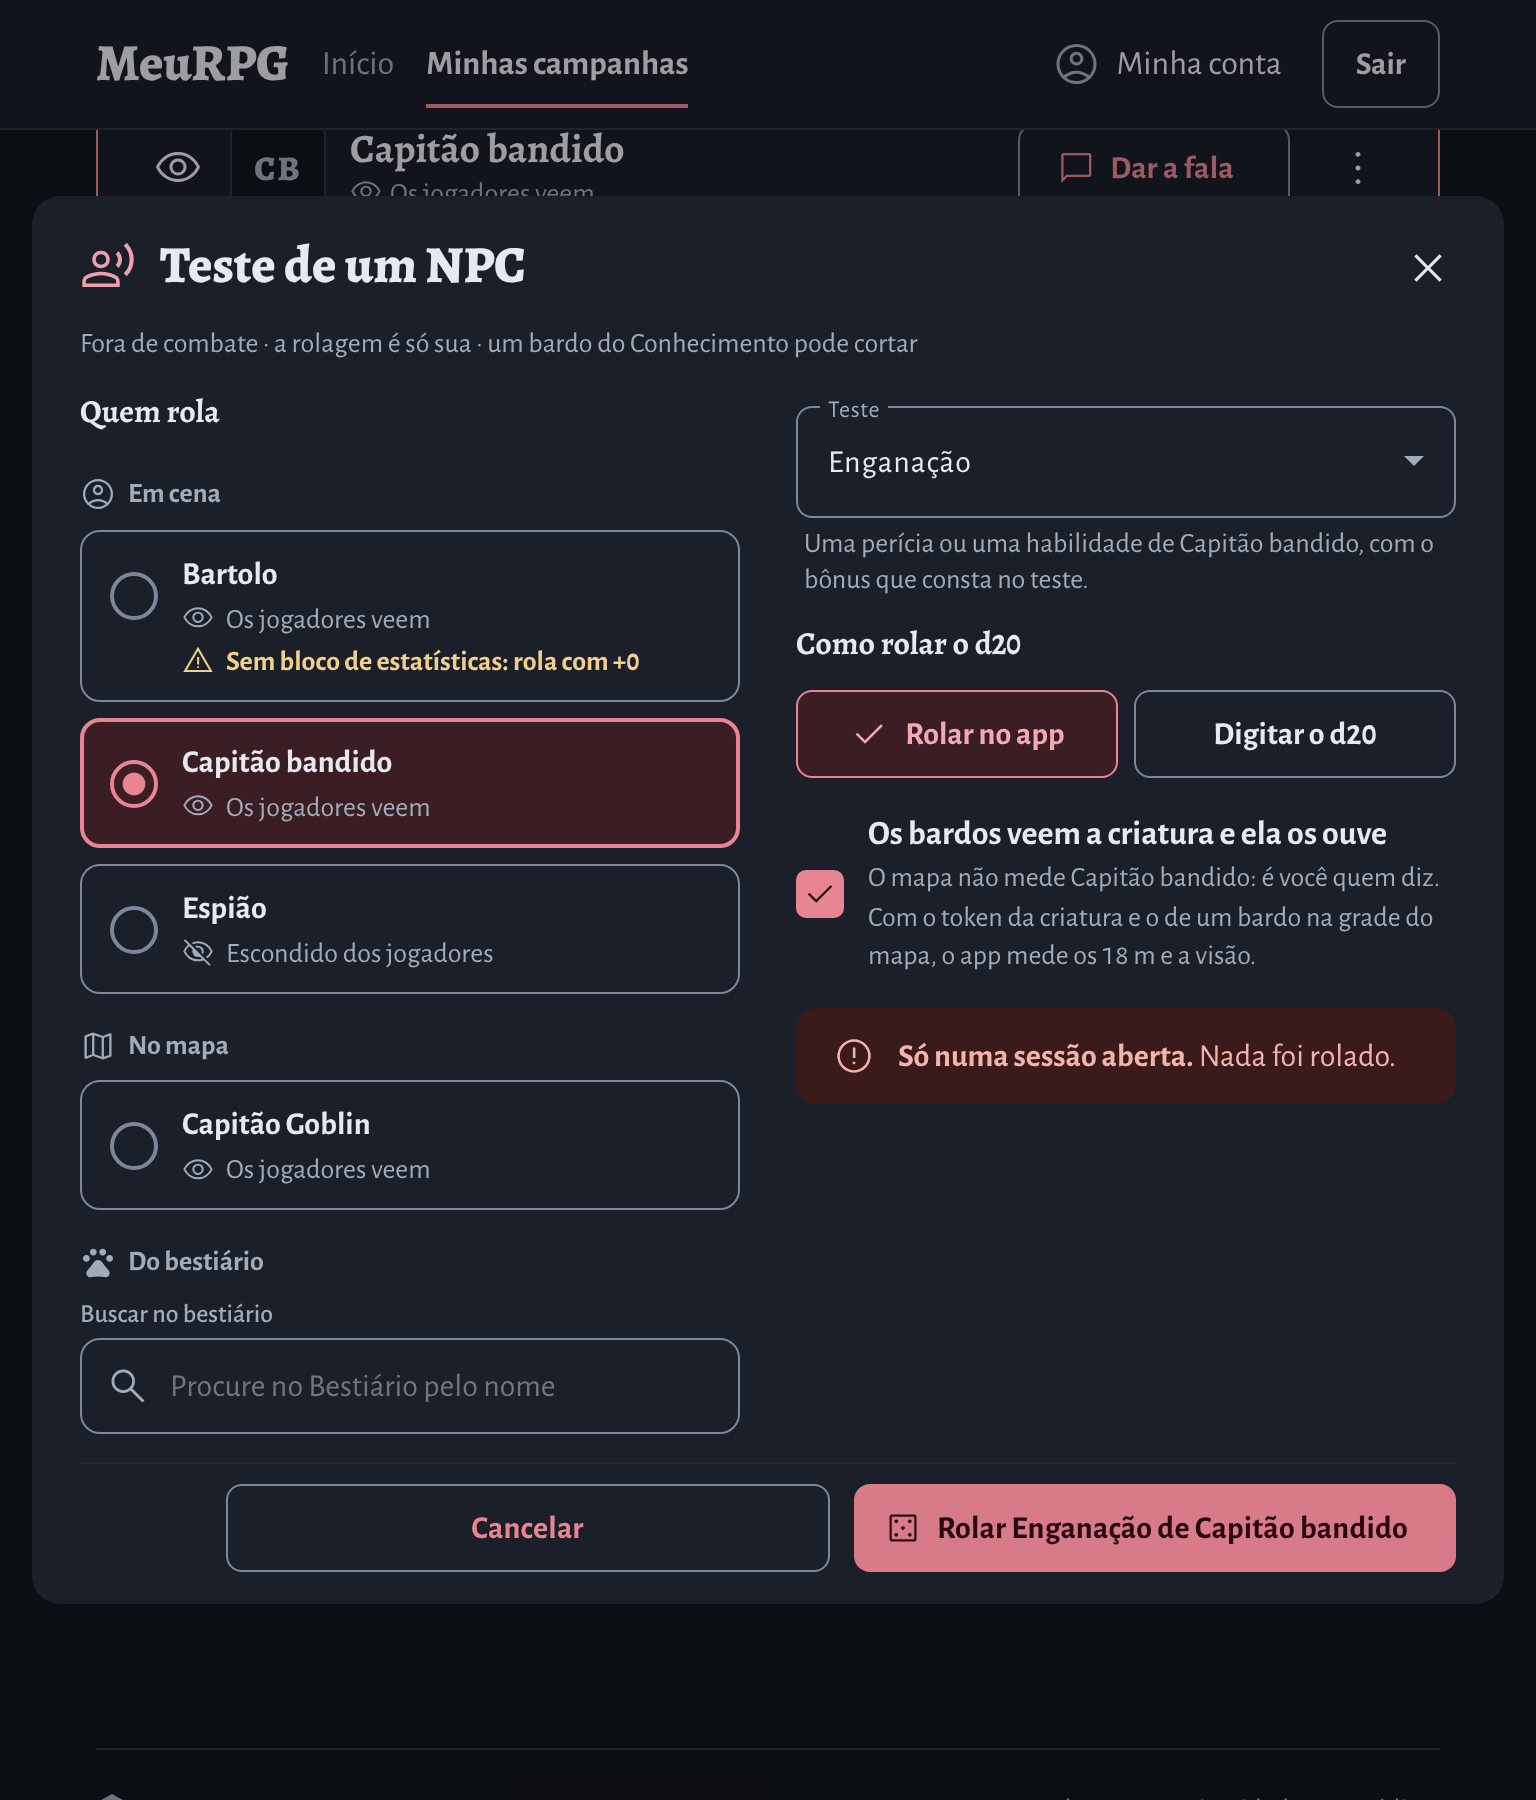 MeuRPG
Início
Minhas campanhas
Minha conta
Sair
CB
Capitão bandido
Os jogadores veem
Dar a fala
Teste de um NPC
Fora de combate · a rolagem é só sua · um bardo do Conhecimento pode cortar
Quem rola
Em cena
Bartolo
Os jogadores veem
Sem bloco de estatísticas: rola com +0
Capitão bandido
Os jogadores veem
Espião
Escondido dos jogadores
No mapa
Capitão Goblin
Os jogadores veem
Do bestiário
Buscar no bestiário
Procure no Bestiário pelo nome
Teste
Enganação
Uma perícia ou uma habilidade de Capitão bandido, com o
bônus que consta no teste.
Como rolar o d20
Rolar no app
Digitar o d20
Os bardos veem a criatura e ela os ouve
O mapa não mede Capitão bandido: é você quem diz.
Com o token da criatura e o de um bardo na grade do
mapa, o app mede os 18 m e a visão.
Só numa sessão aberta. Nada foi rolado.
Cancelar
Rolar Enganação de Capitão bandido